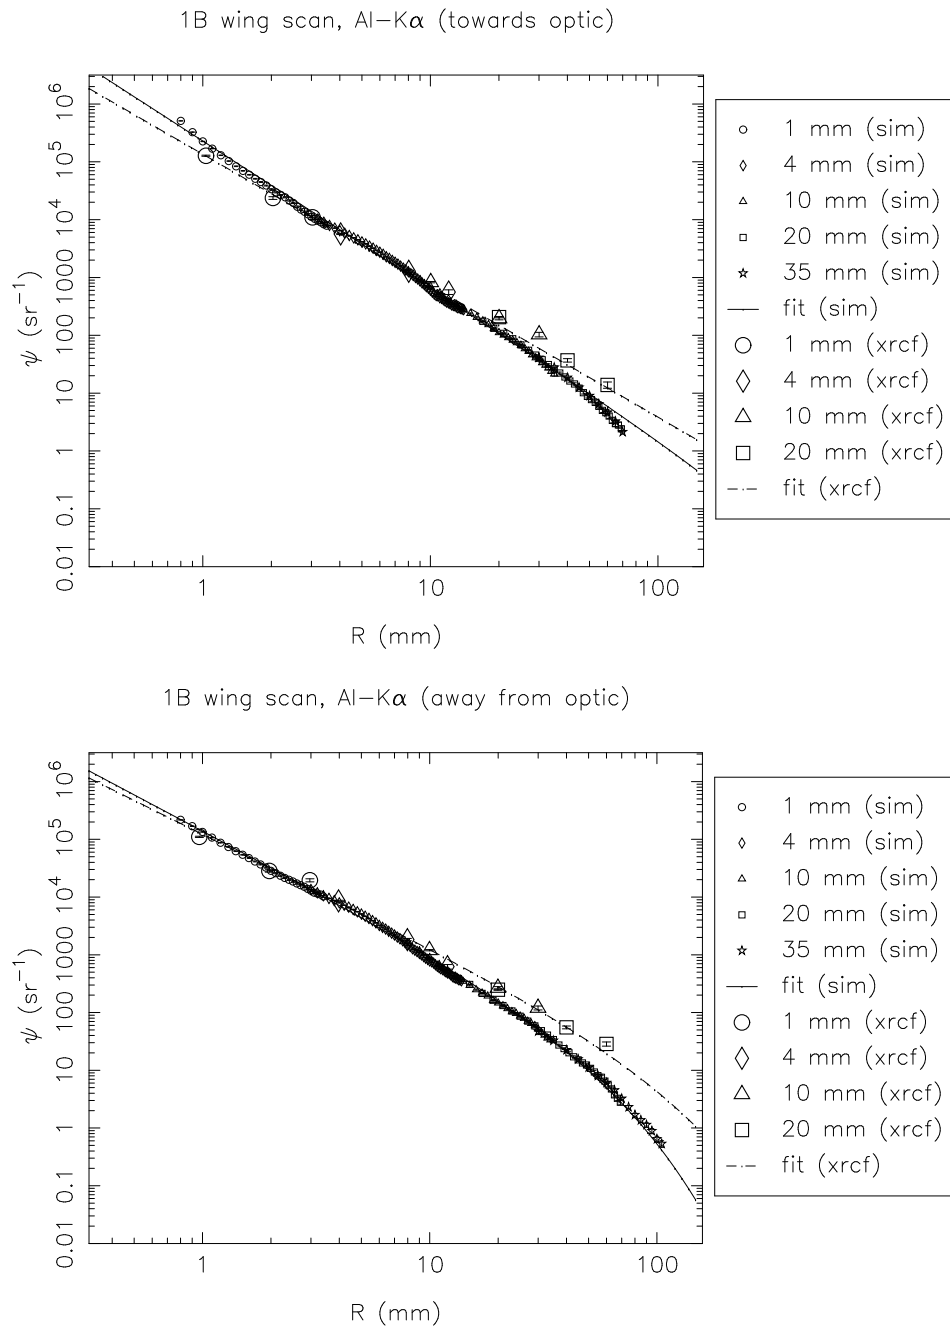 1B wing scan, Al−Kα (towards optic)
10⁶
10⁵
10⁴
1000
100
10
1
0.1
0.01
ψ (sr⁻¹)
1 10 100
R (mm)
1 mm (sim)
4 mm (sim)
10 mm (sim)
20 mm (sim)
35 mm (sim)
fit (sim)
1 mm (xrcf)
4 mm (xrcf)
10 mm (xrcf)
20 mm (xrcf)
fit (xrcf)
1B wing scan, Al−Kα (away from optic)
10⁶
10⁵
10⁴
1000
100
10
1
0.1
0.01
ψ (sr⁻¹)
1 10 100
R (mm)
1 mm (sim)
4 mm (sim)
10 mm (sim)
20 mm (sim)
35 mm (sim)
fit (sim)
1 mm (xrcf)
4 mm (xrcf)
10 mm (xrcf)
20 mm (xrcf)
fit (xrcf)